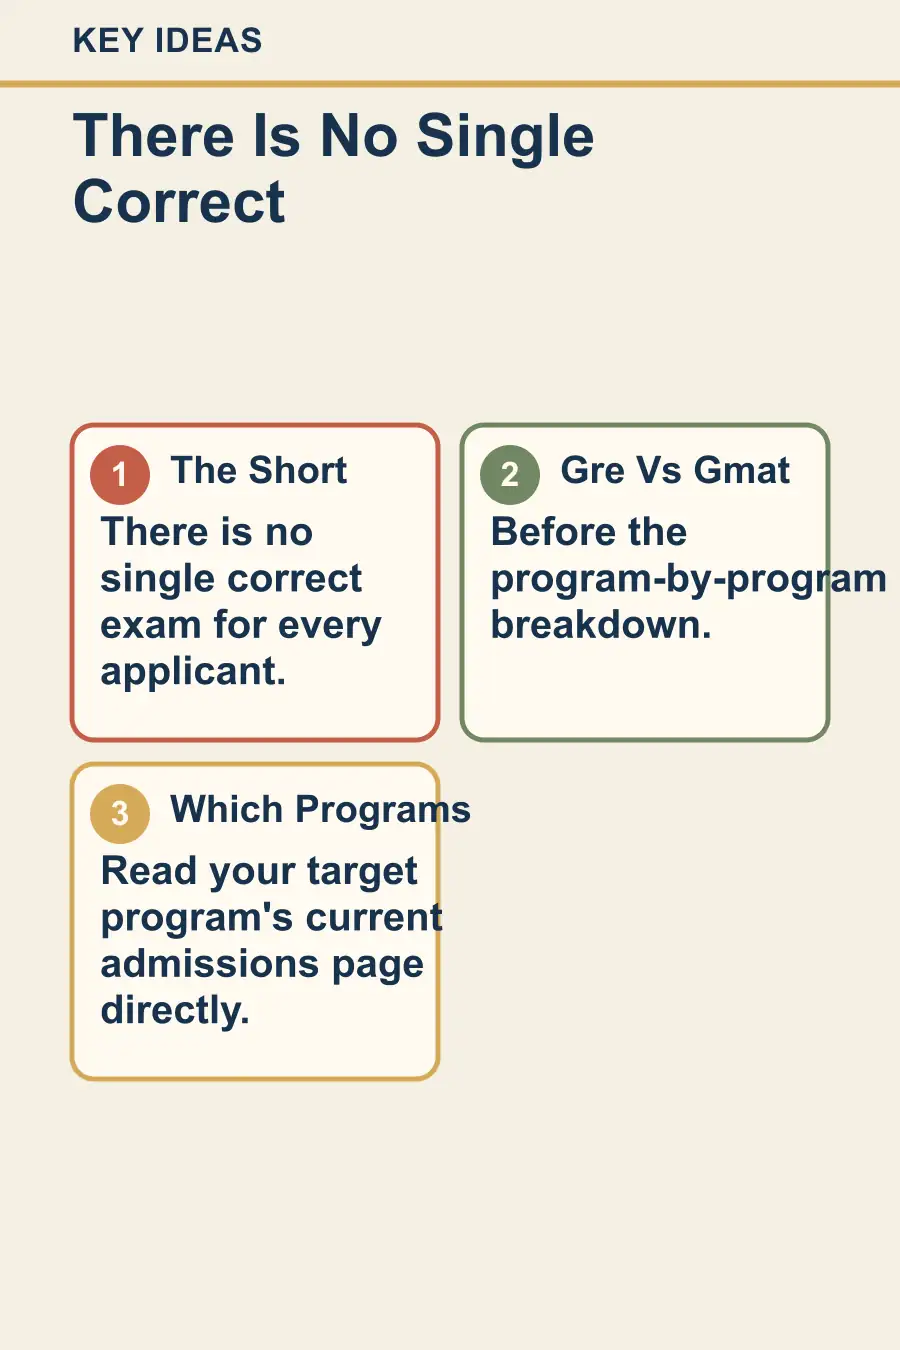 KEY IDEAS
There Is No Single
Correct
1 The Short
There is no
single correct
exam for every
applicant.
2 Gre Vs Gmat
Before the
program-by-program
breakdown.
3 Which Programs
Read your target
program's current
admissions page
directly.